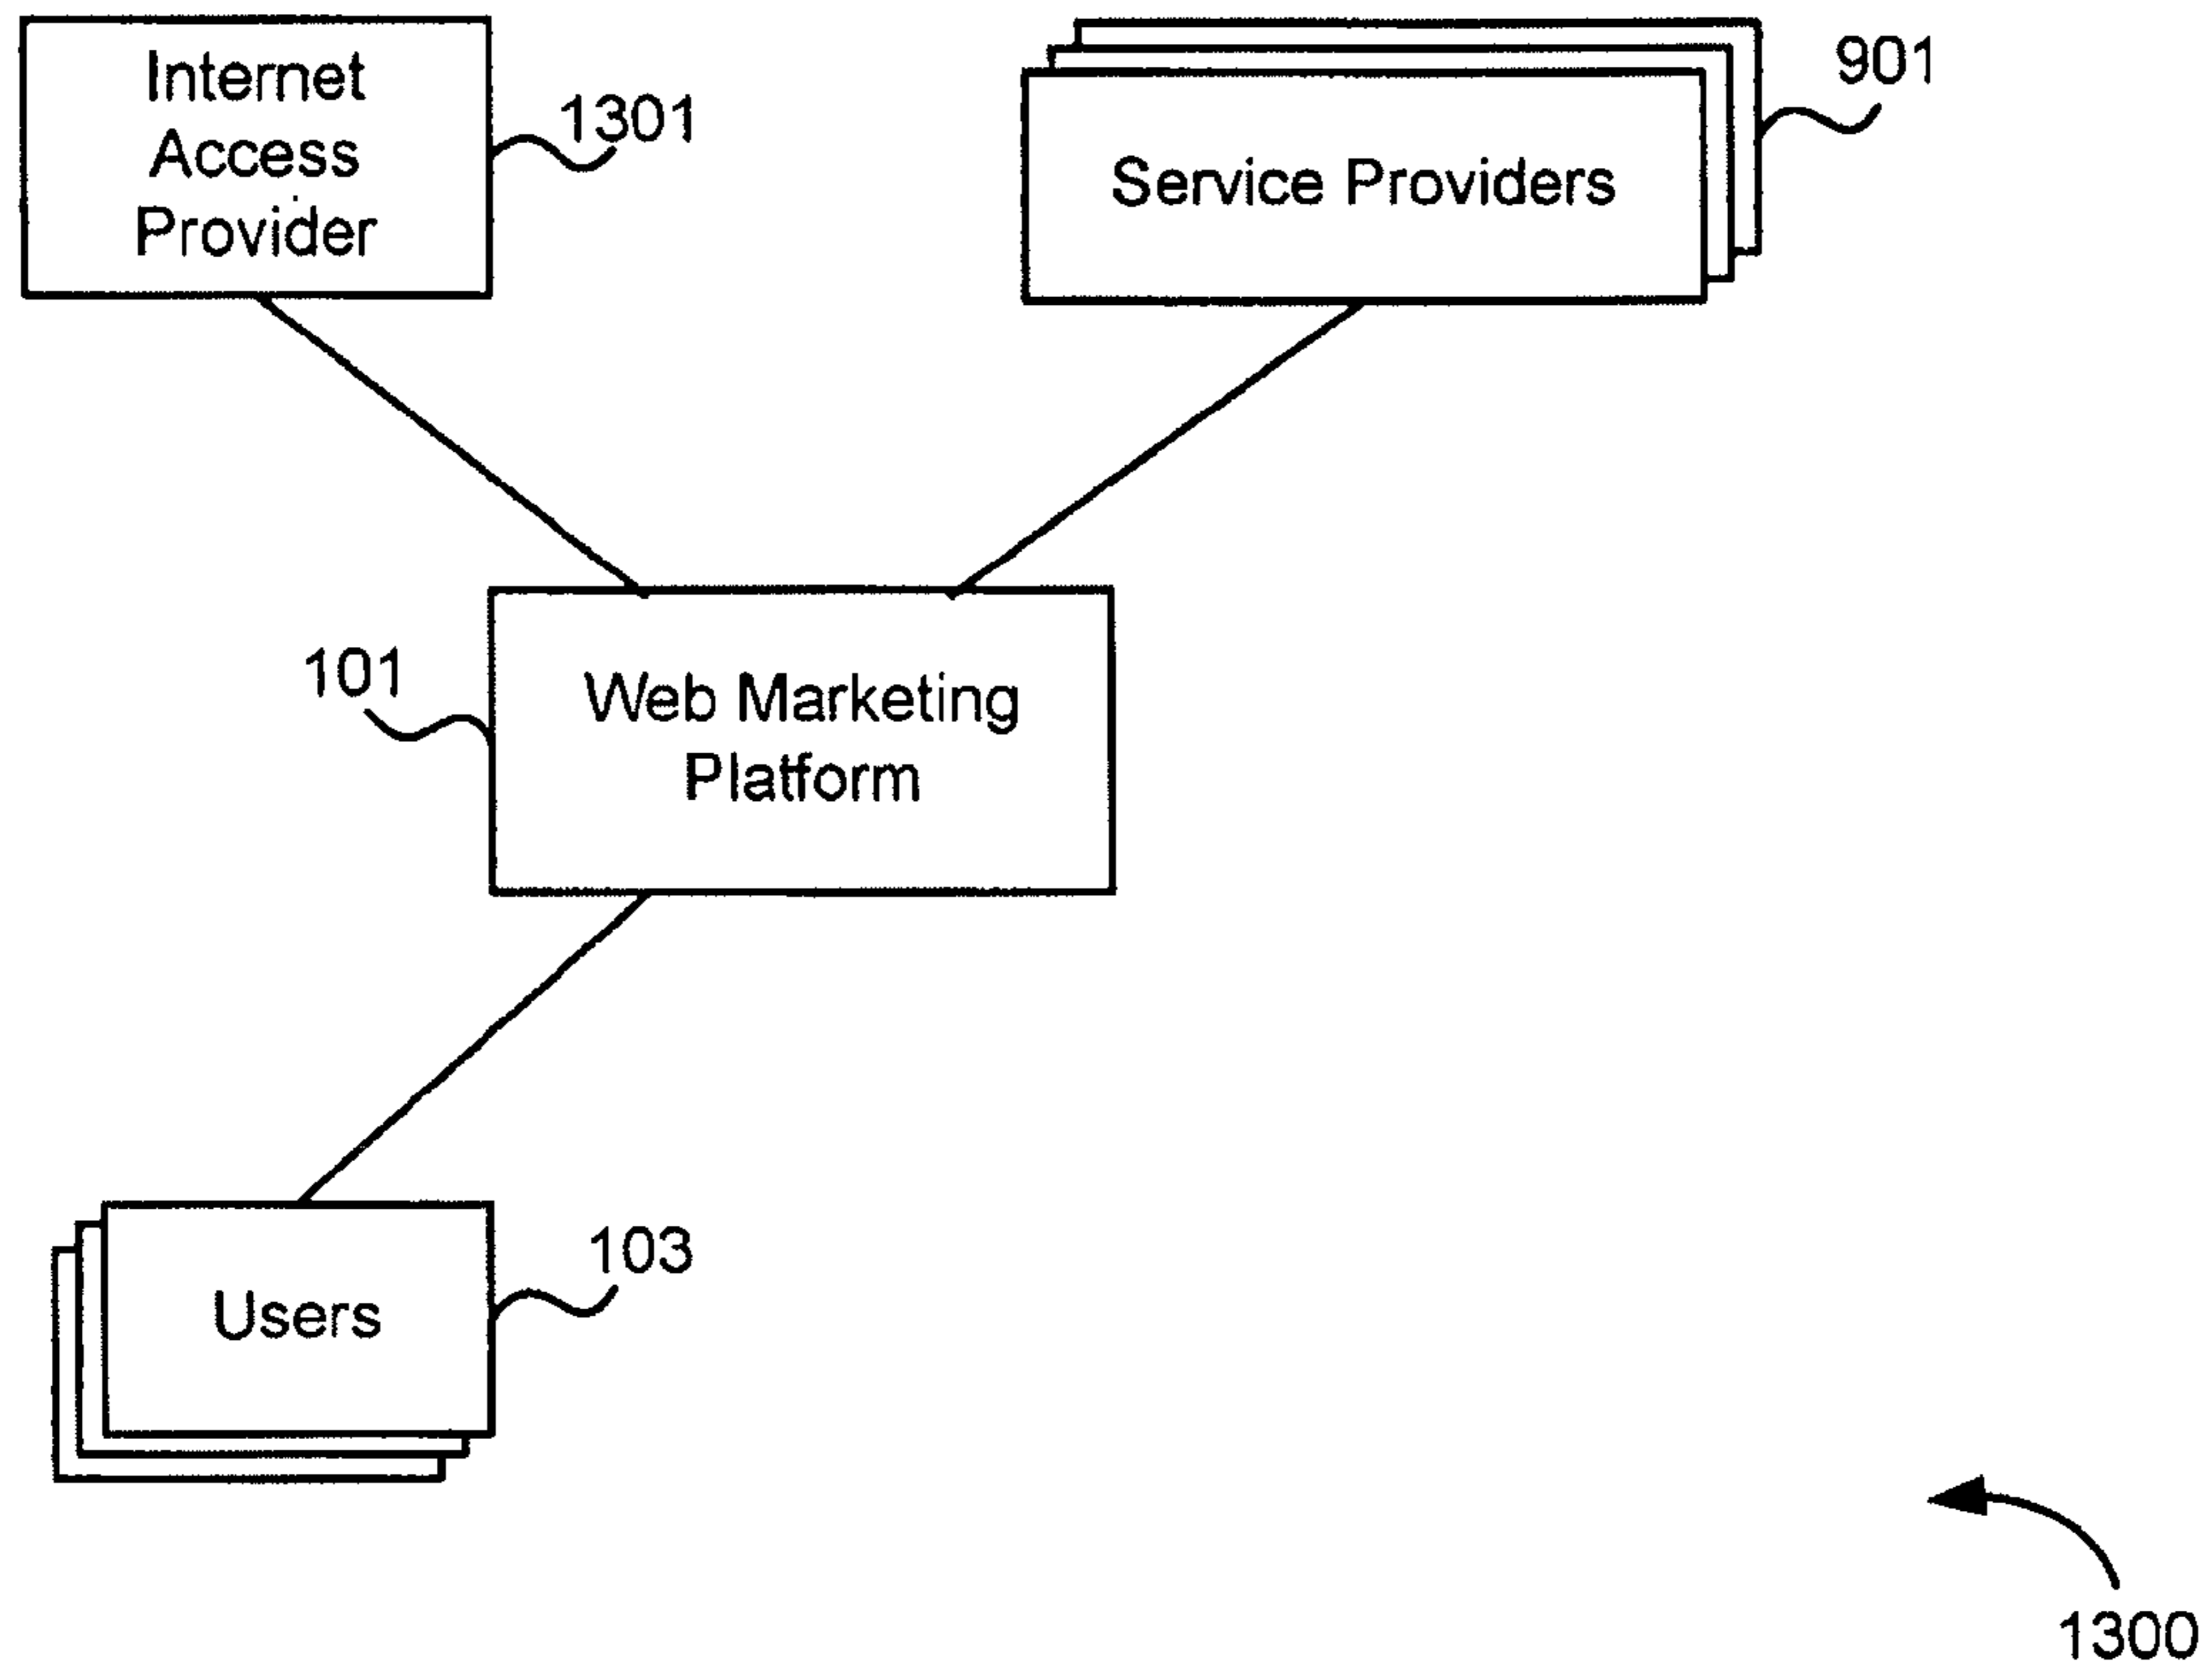 Internet
Access
Provider
1301
Service Providers
901
101
Web Marketing
Platform
Users
103
1300